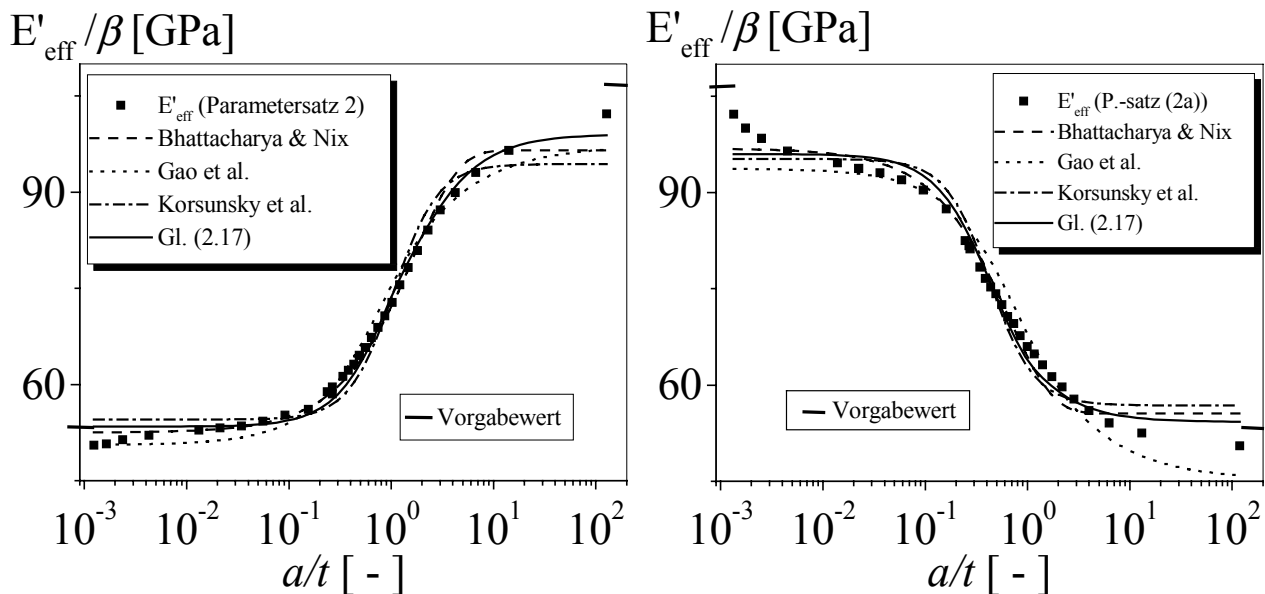 E'eff /β [GPa]
E'eff (Parametersatz 2)
Bhattacharya & Nix
Gao et al.
Korsunsky et al.
Gl. (2.17)
Vorgabewert
90
60
10-3 10-2 10-1 100 101 102
a/t [ - ]
E'eff /β [GPa]
E'eff (P.-satz (2a))
Bhattacharya & Nix
Gao et al.
Korsunsky et al.
Gl. (2.17)
Vorgabewert
90
60
10-3 10-2 10-1 100 101 102
a/t [ - ]